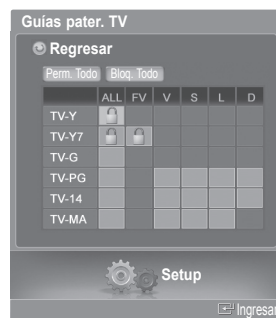 Guías pater. TV
Regresar
Perm. Todo Bloq. Todo
ALL FV V S L D
TV-Y
TV-Y7
TV-G
TV-PG
TV-14
TV-MA
Setup
Ingresar